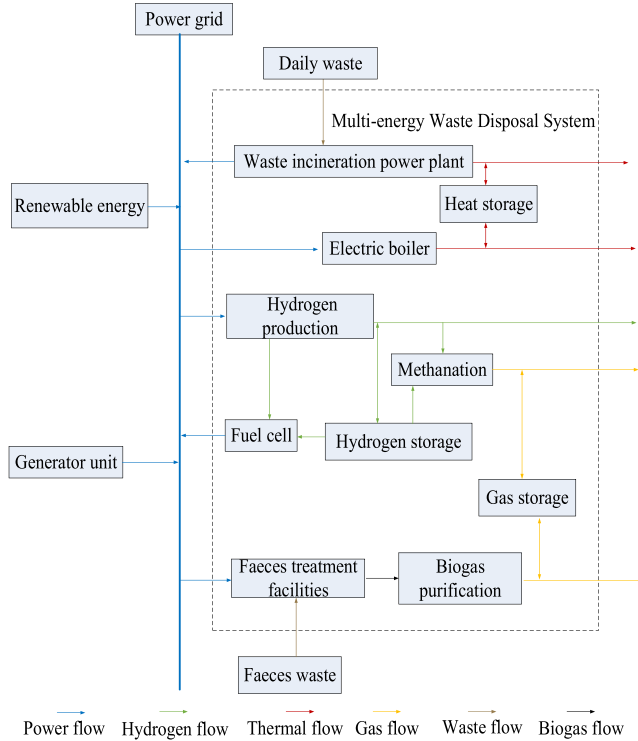 Power grid
Daily waste
Multi-energy Waste Disposal System
Waste incineration power plant
Renewable energy
Heat storage
Electric boiler
Hydrogen
production
Methanation
Fuel cell
Hydrogen storage
Generator unit
Gas storage
Faeces treatment
facilities
Biogas
purification
Faeces waste
Power flow
Hydrogen flow
Thermal flow
Gas flow
Waste flow
Biogas flow